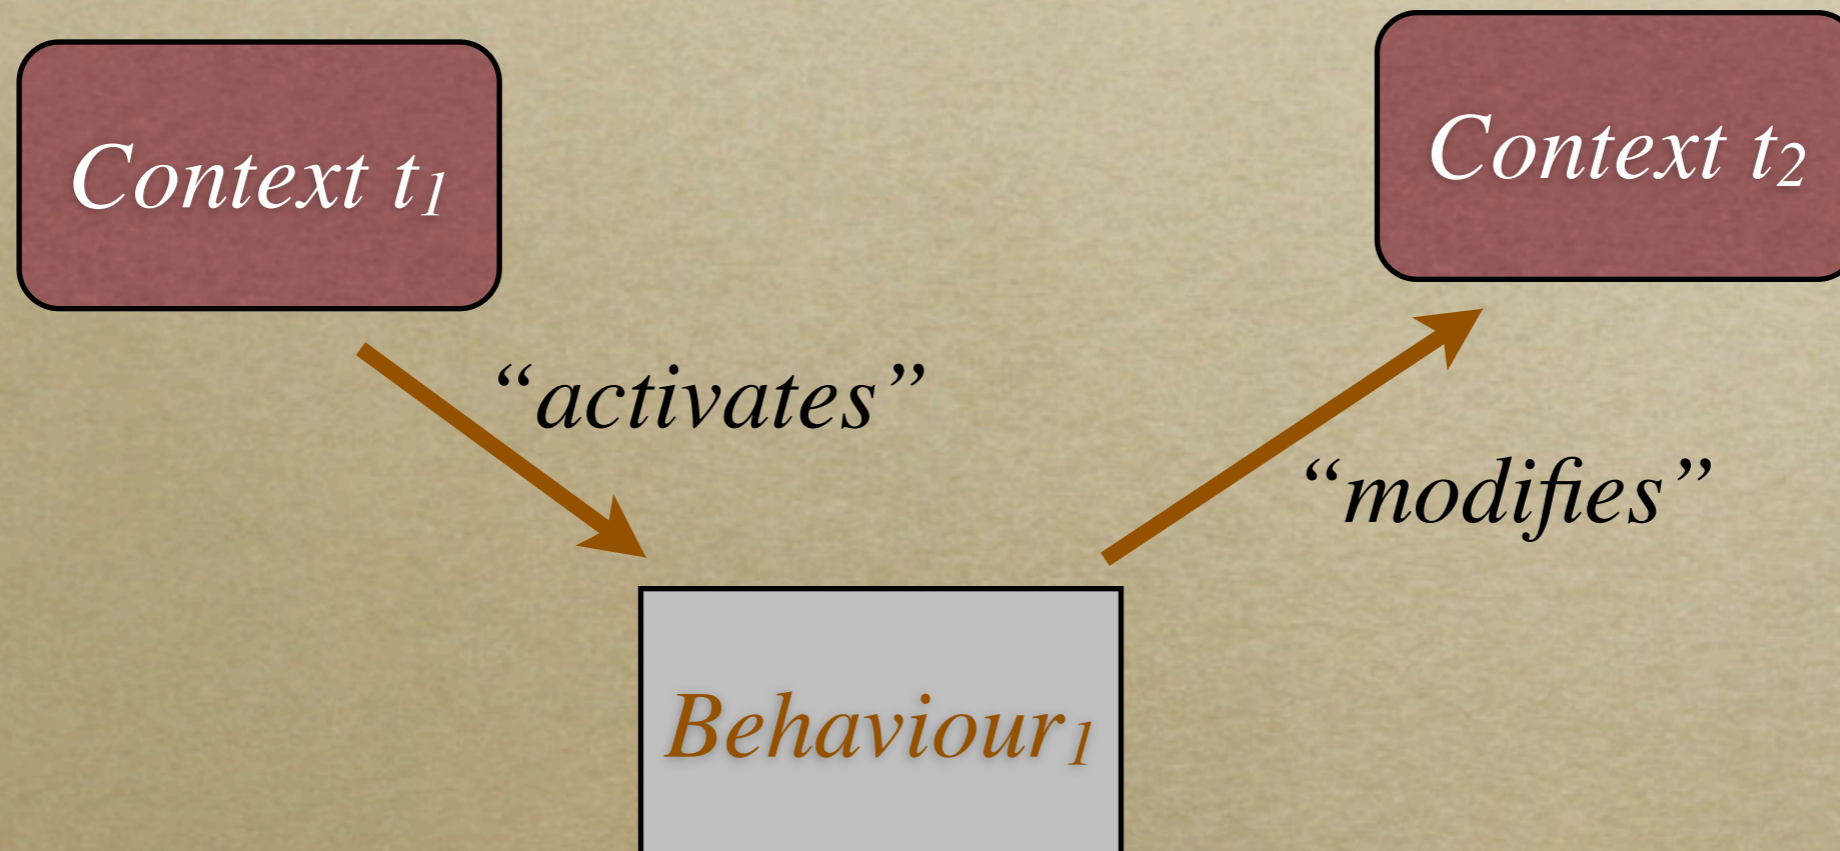 Context t1
Context t2
“activates”
“modifies”
Behaviour1